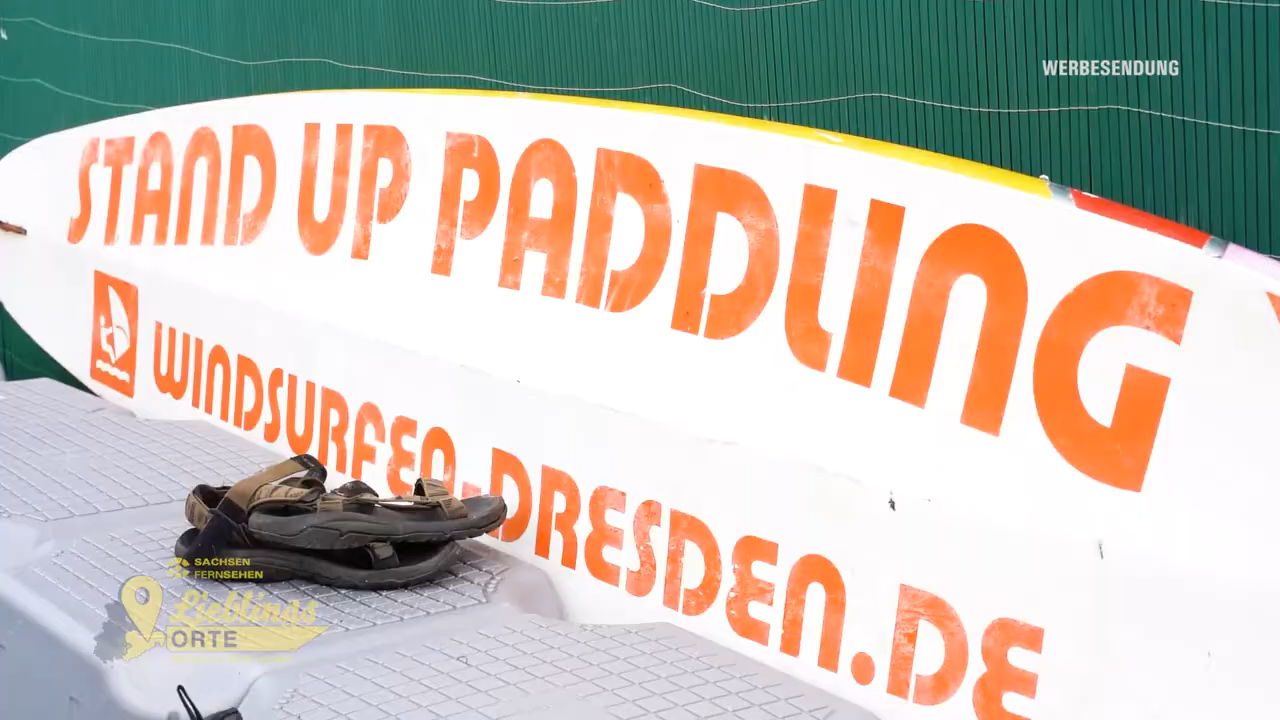 WERBESENDUNG
STAND UP PADDLING
WINDSURFEN-DRESDEN.DE
SACHSEN
FERNSEHEN
Lieblings
ORTE